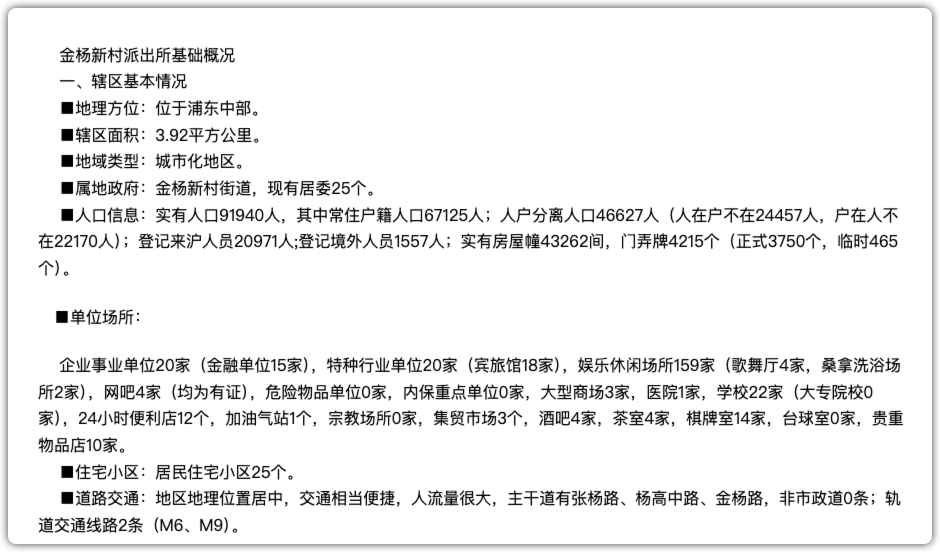 金杨新村派出所基础概况
一、辖区基本情况
■地理方位：位于浦东中部。
■辖区面积：3.92平方公里。
■地域类型：城市化地区。
■属地政府：金杨新村街道，现有居委25个。
■人口信息：实有人口91940人，其中常住户籍人口67125人；人户分离人口46627人（人在户不在24457人，户在人不
在22170人）；登记来沪人员20971人;登记境外人员1557人；实有房屋幢43262间，门弄牌4215个（正式3750个，临时465
个）。
■单位场所：
企业事业单位20家（金融单位15家），特种行业单位20家（宾旅馆18家），娱乐休闲场所159家（歌舞厅4家，桑拿洗浴场
所2家），网吧4家（均为有证），危险物品单位0家，内保重点单位0家，大型商场3家，医院1家，学校22家（大专院校0
家），24小时便利店12个，加油气站1个，宗教场所0家，集贸市场3个，酒吧4家，茶室4家，棋牌室14家，台球室0家，贵重
物品店10家。
■住宅小区：居民住宅小区25个。
■道路交通：地区地理位置居中，交通相当便捷，人流量很大，主干道有张杨路、杨高中路、金杨路，非市政道0条；轨
道交通线路2条（M6、M9）。